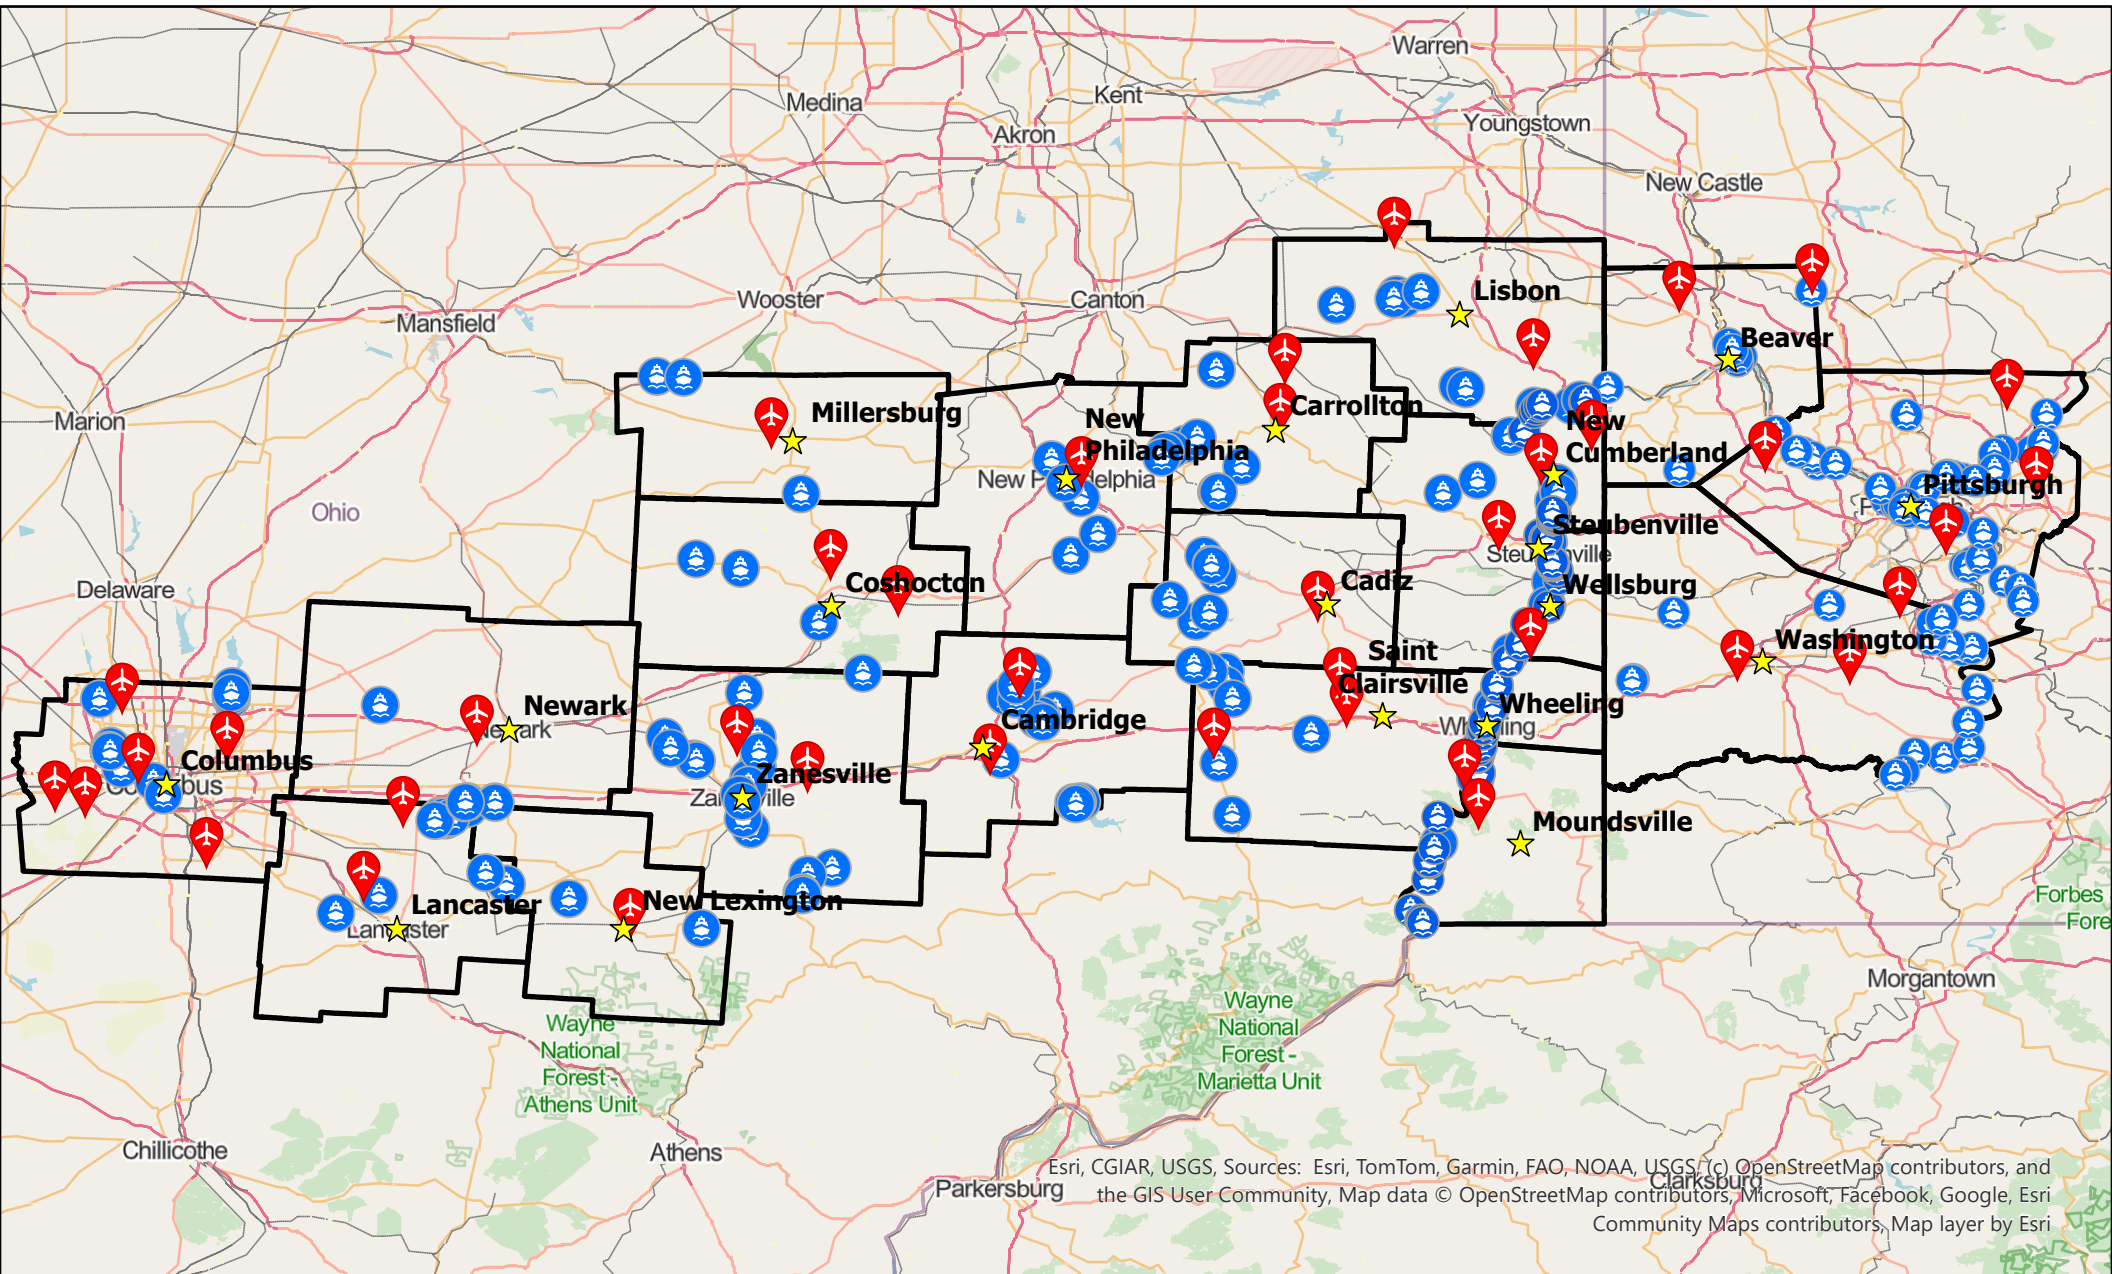 Warren
Medina
Kent
Akron
Youngstown
New Castle
Wooster
Canton
Lisbon
Mansfield
Beaver
Marion
Millersburg
New
Philadelphia
Carrollton
New
Cumberland
New Philadelphia
Pittsburgh
Ohio
Steubenville
Steubenville
Delaware
Coshocton
Cadiz
Wellsburg
Washington
Saint
Clairsville
Newark
Newark
Cambridge
Wheeling
Wheeling
Columbus
Columbus
Zanesville
Zanesville
Moundsville
Lancaster
Lancaster
New Lexington
Forbes
Fore
Morgantown
Wayne
National
Forest -
Marietta Unit
Wayne
National
Forest -
Athens Unit
Chillicothe
Athens
Parkersburg
Clarksburg
Esri, CGIAR, USGS, Sources: Esri, TomTom, Garmin, FAO, NOAA, USGS, (c) OpenStreetMap contributors, and
the GIS User Community, Map data © OpenStreetMap contributors, Microsoft, Facebook, Google, Esri
Community Maps contributors, Map layer by Esri